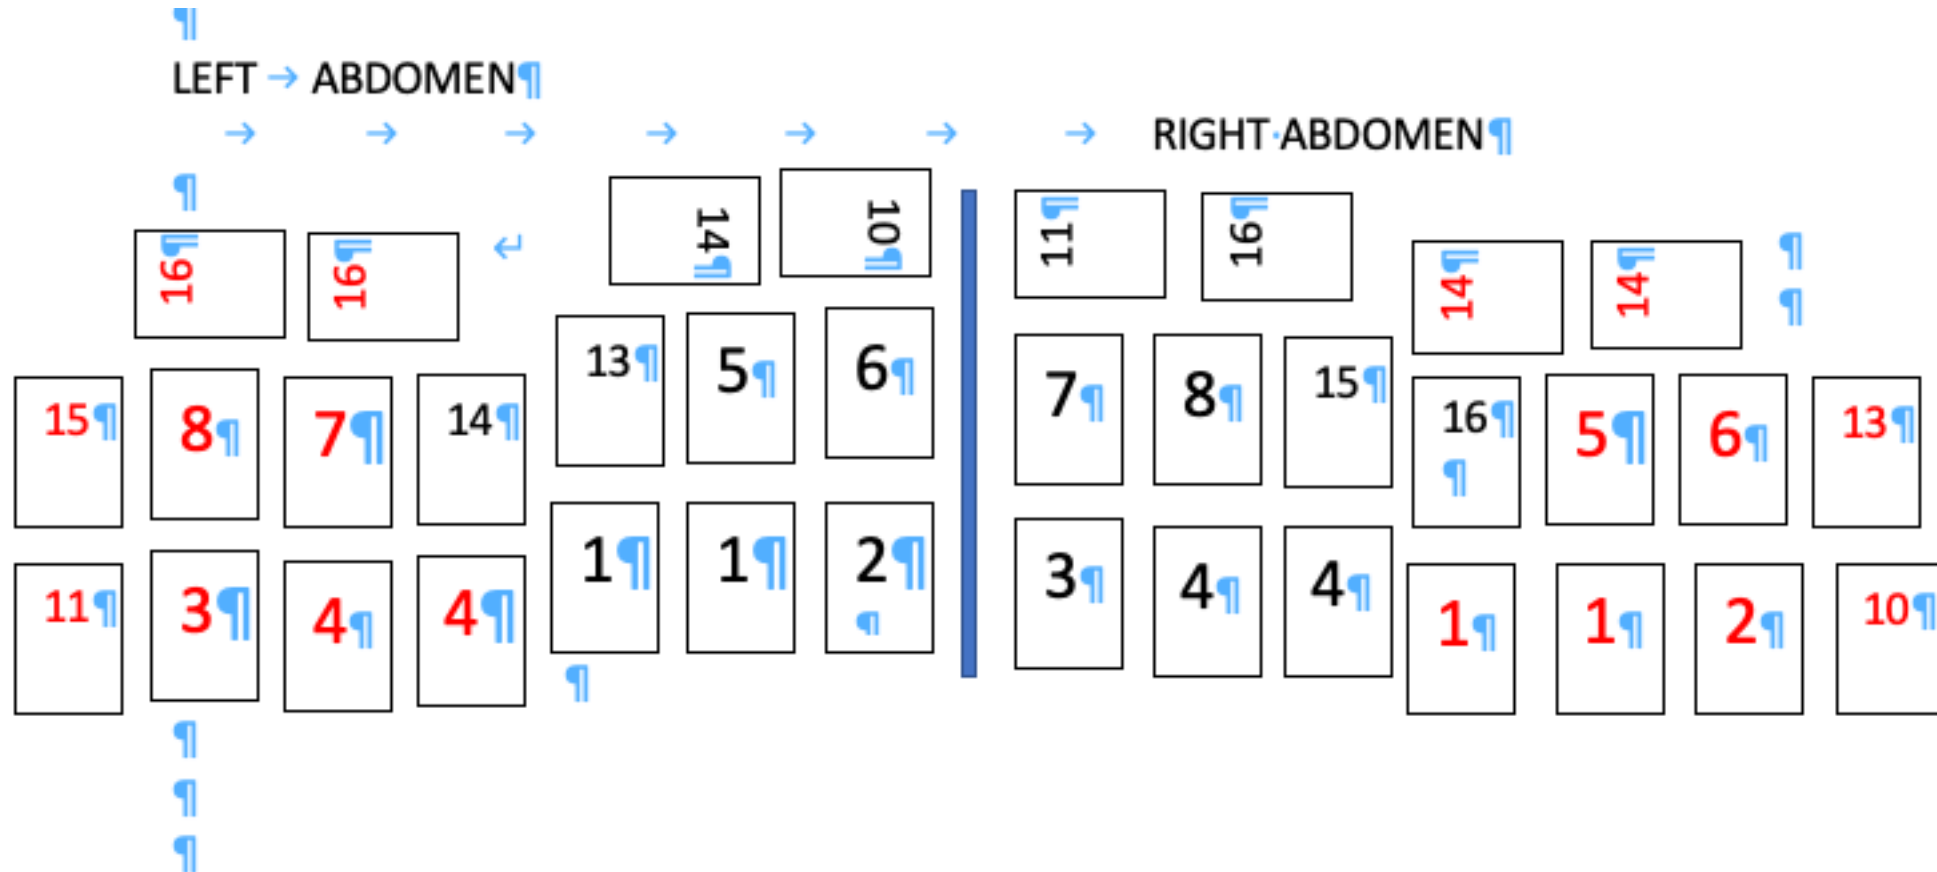 ¶
LEFT → ABDOMEN¶
→ → → → → → → RIGHT·ABDOMEN¶
¶
16¶ 16¶ ↵ 14¶ 10¶ 11¶ 16¶ 14¶ 14¶ ¶
¶
15¶ 8¶ 7¶ 14¶ 13¶ 5¶ 6¶ 7¶ 8¶ 15¶ 16¶ 5¶ 6¶ 13¶
¶
11¶ 3¶ 4¶ 4¶ 1¶ 1¶ 2¶ 3¶ 4¶ 4¶ 1¶ 1¶ 2¶ 10¶
¶
¶
¶
¶
¶